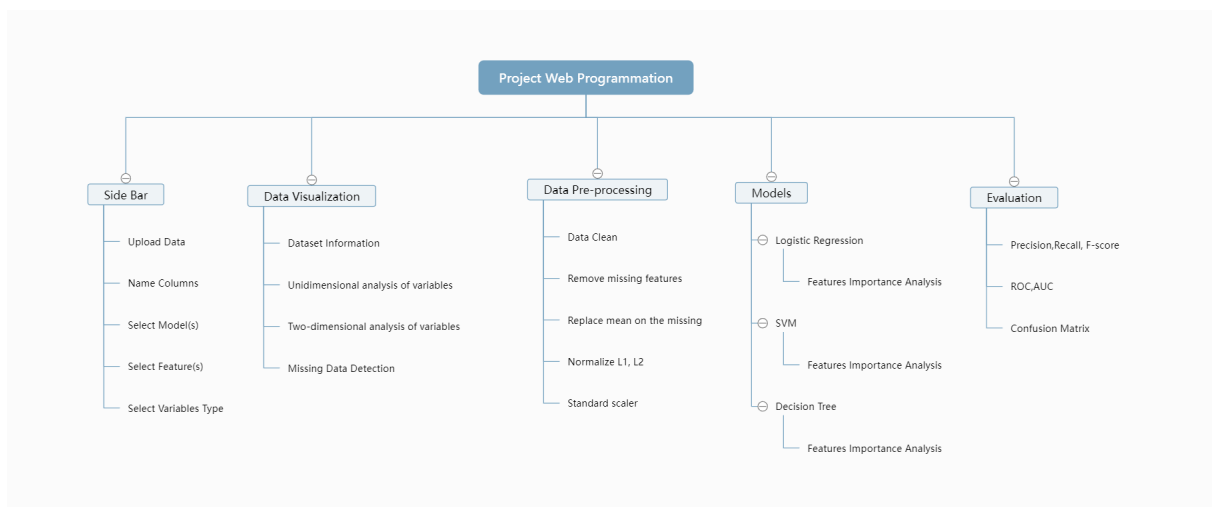 Project Web Programmation
Side Bar
Upload Data
Name Columns
Select Model(s)
Select Feature(s)
Select Variables Type
Data Visualization
Dataset Information
Unidimensional analysis of variables
Two-dimensional analysis of variables
Missing Data Detection
Data Pre-processing
Data Clean
Remove missing features
Replace mean on the missing
Normalize L1, L2
Standard scaler
Models
Logistic Regression
Features Importance Analysis
SVM
Features Importance Analysis
Decision Tree
Features Importance Analysis
Evaluation
Precision,Recall, F-score
ROC,AUC
Confusion Matrix